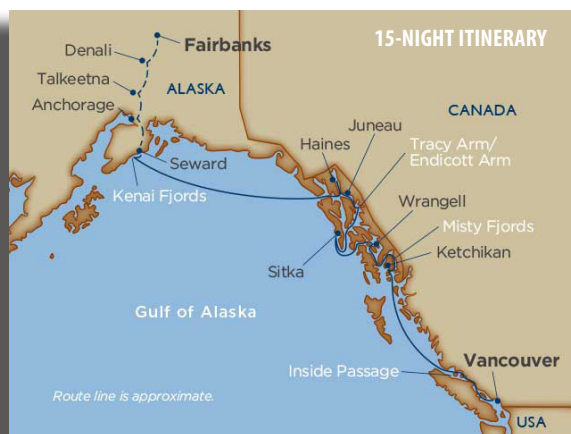 15-NIGHT ITINERARY
Fairbanks
Denali
Talkeetna
ALASKA
Anchorage
CANADA
Juneau
Haines
Tracy Arm/
Endicott Arm
Seward
Kenai Fjords
Wrangell
Misty Fjords
Sitka
Ketchikan
Gulf of Alaska
Inside Passage
Vancouver
Route line is approximate.
USA